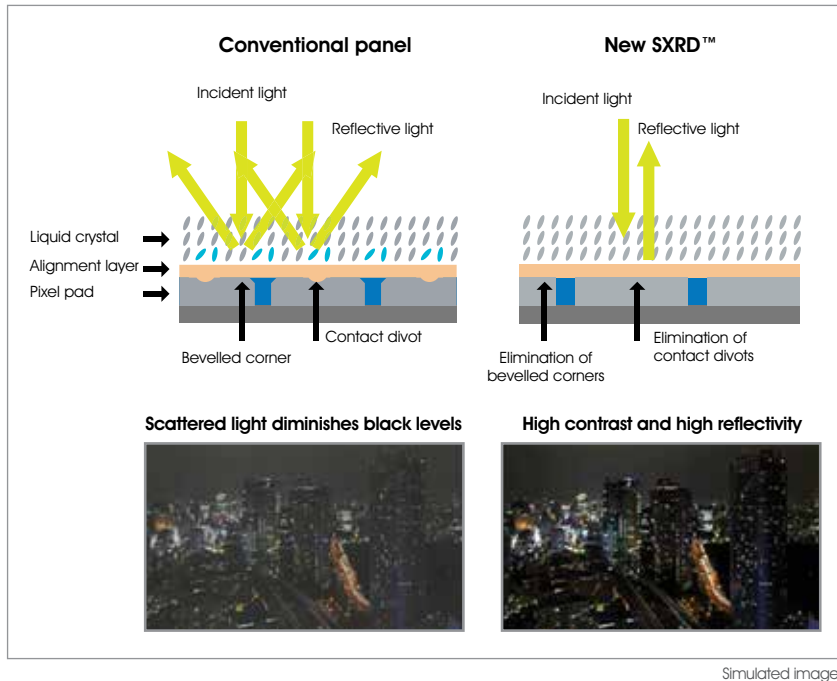 Conventional panel
New SXRD™
Incident light
Reflective light
Incident light
Reflective light
Liquid crystal
Alignment layer
Pixel pad
Bevelled corner
Contact divot
Elimination of
bevelled corners
Elimination of
contact divots
Scattered light diminishes black levels
High contrast and high reflectivity
Simulated image